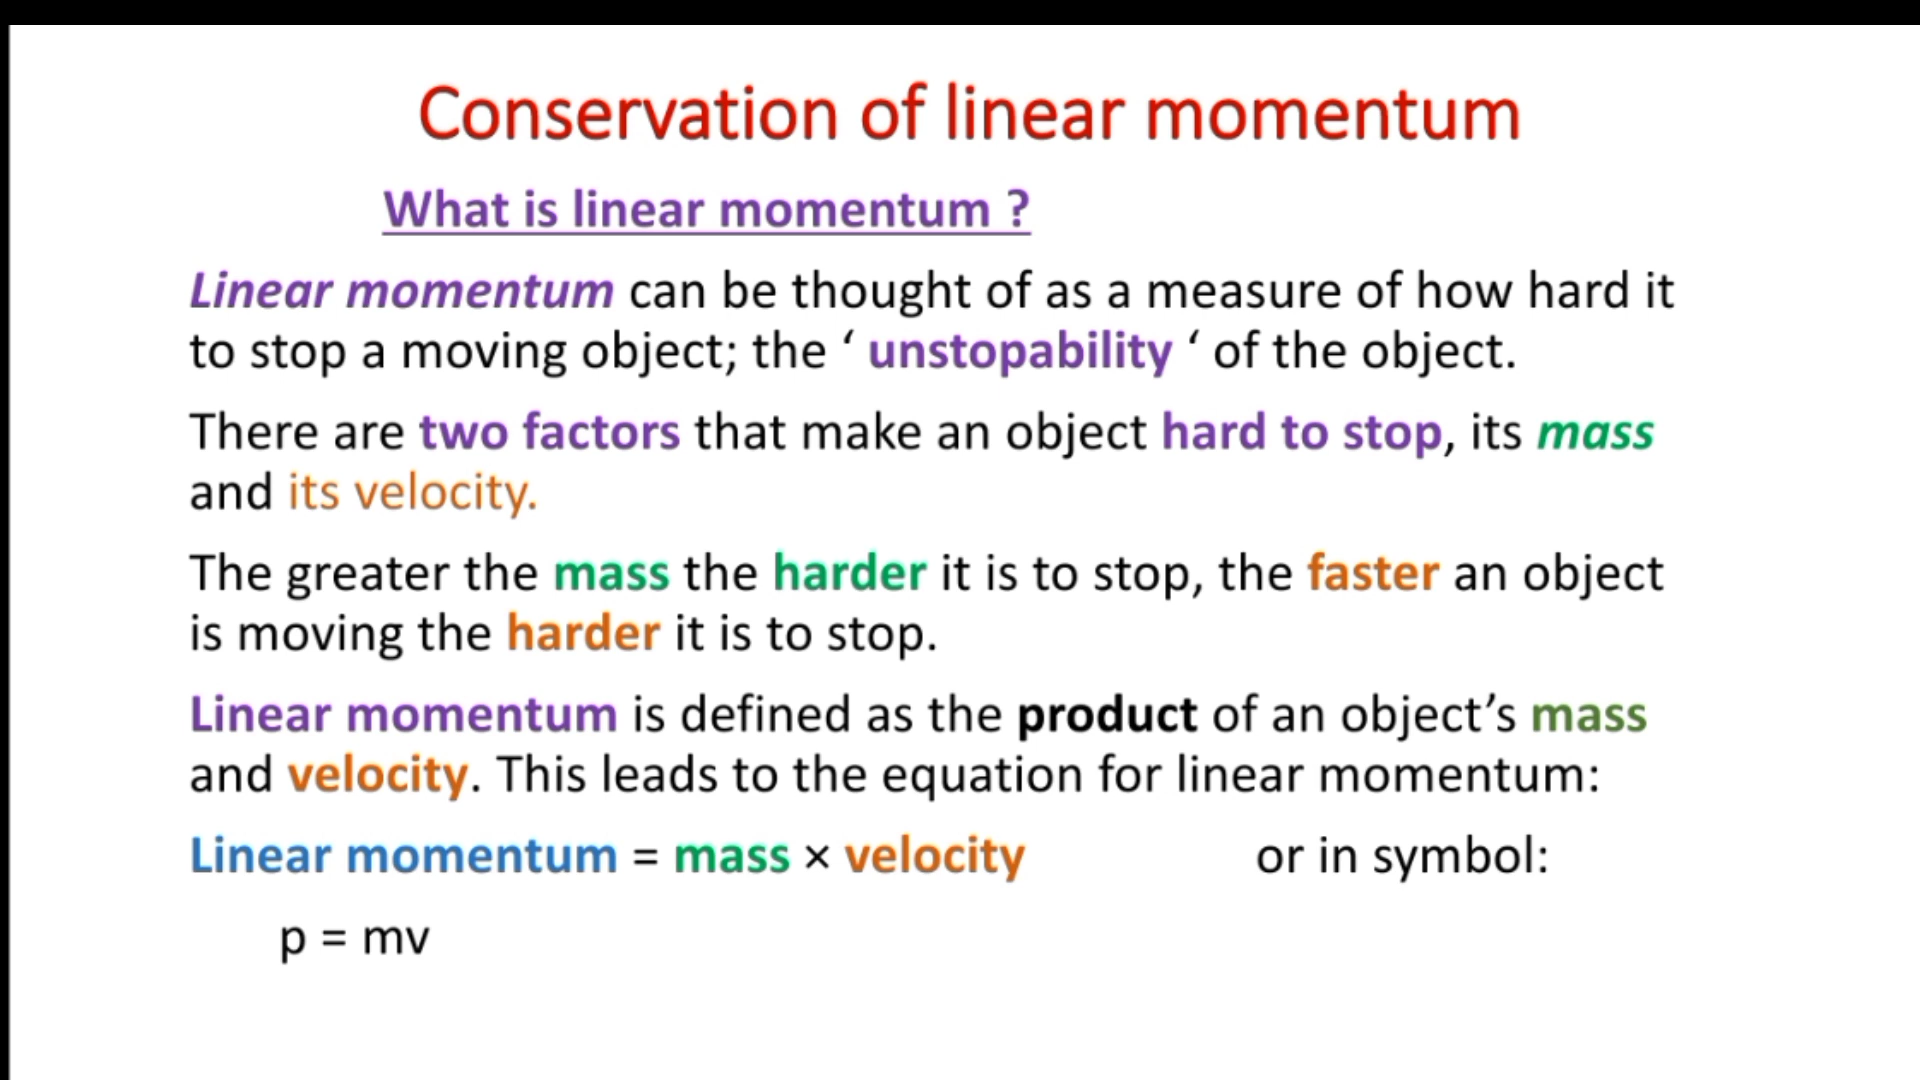 Conservation of linear momentum
What is linear momentum ?
Linear momentum can be thought of as a measure of how hard it
to stop a moving object; the ‘ unstopability ‘ of the object.
There are two factors that make an object hard to stop, its mass
and its velocity.
The greater the mass the harder it is to stop, the faster an object
is moving the harder it is to stop.
Linear momentum is defined as the product of an object’s mass
and velocity. This leads to the equation for linear momentum:
Linear momentum = mass × velocity or in symbol:
p = mv